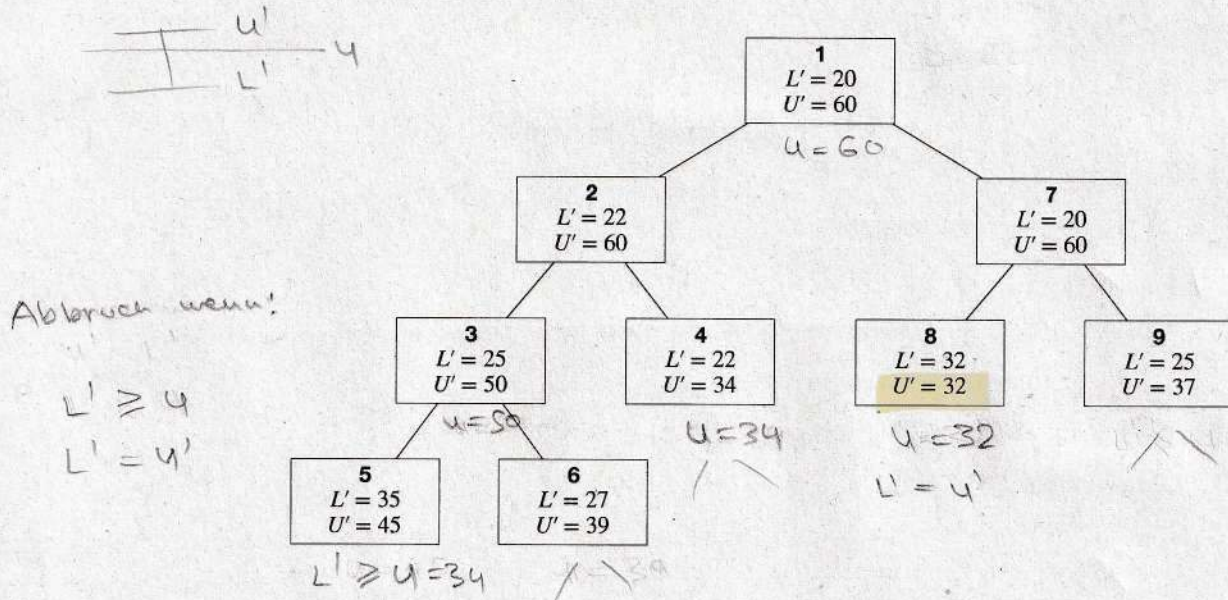 U'
U
L'
1
L' = 20
U' = 60
U = 60
2
L' = 22
U' = 60
7
L' = 20
U' = 60
Abbruch wenn:
L' ≥ U
L' = U'
3
L' = 25
U' = 50
U = 50
4
L' = 22
U' = 34
U = 34
8
L' = 32
U' = 32
U = 32
L' = U'
9
L' = 25
U' = 37
5
L' = 35
U' = 45
L' ≥ U = 34
6
L' = 27
U' = 39